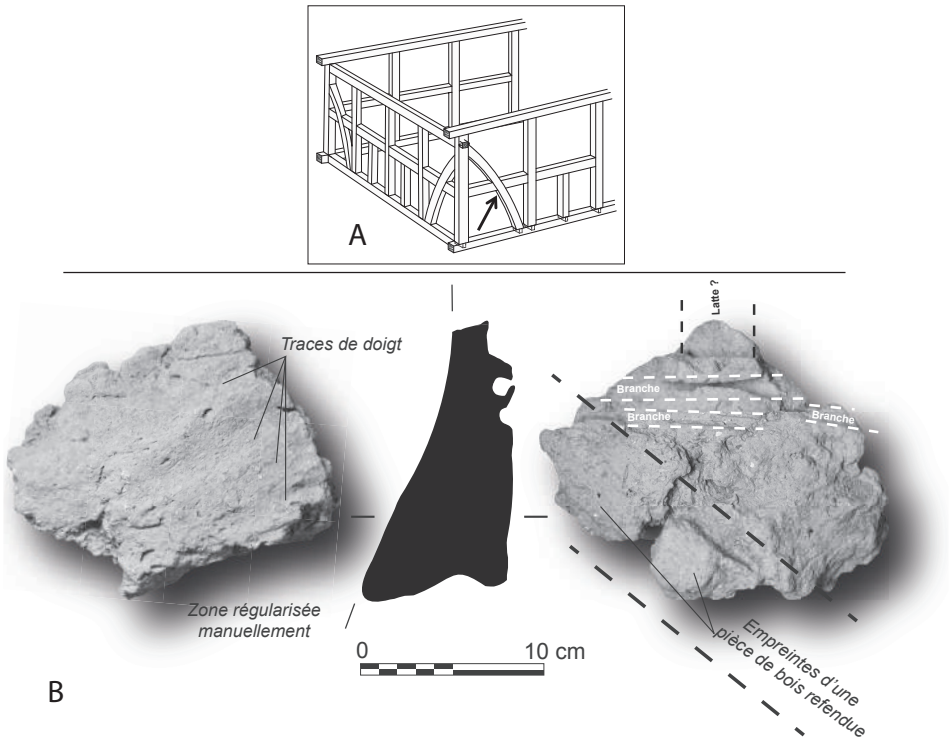 A
Latte ?
Traces de doigt
Branche
Branche
Branche
Zone régularisée
manuellement
Empreintes d'une
pièce de bois refendue
0 10 cm
B